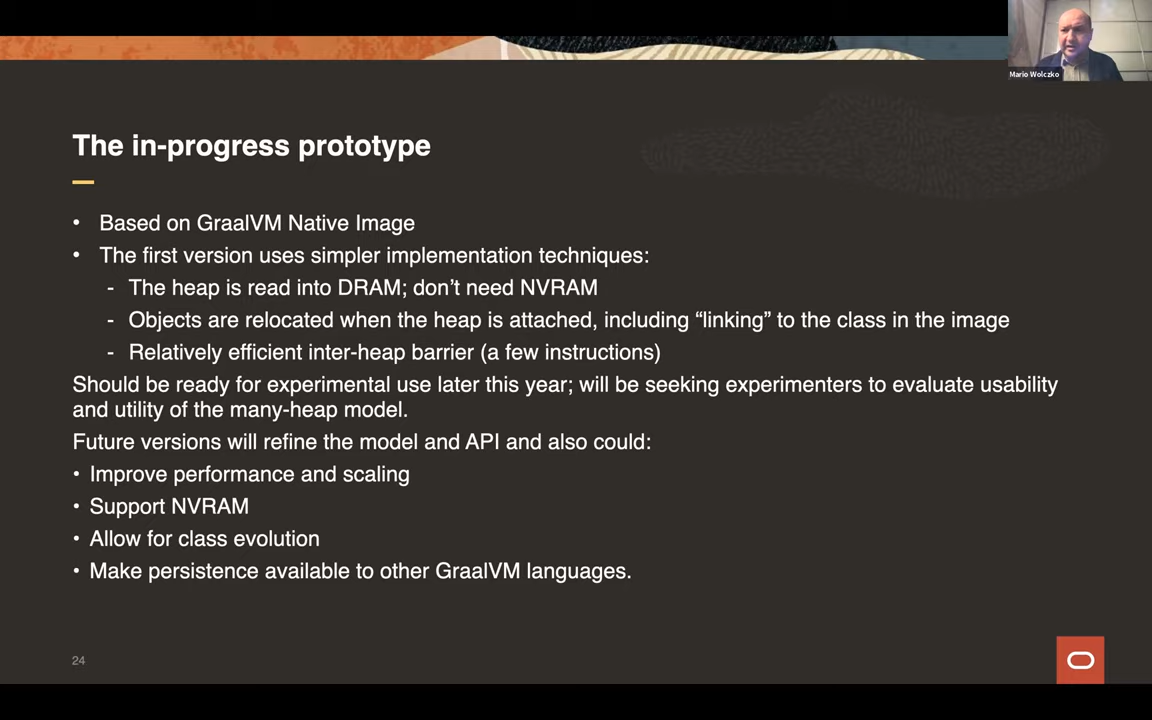 Mario Wolczko
The in-progress prototype
• Based on GraalVM Native Image
• The first version uses simpler implementation techniques:
- The heap is read into DRAM; don’t need NVRAM
- Objects are relocated when the heap is attached, including “linking” to the class in the image
- Relatively efficient inter-heap barrier (a few instructions)
Should be ready for experimental use later this year; will be seeking experimenters to evaluate usability
and utility of the many-heap model.
Future versions will refine the model and API and also could:
• Improve performance and scaling
• Support NVRAM
• Allow for class evolution
• Make persistence available to other GraalVM languages.
24